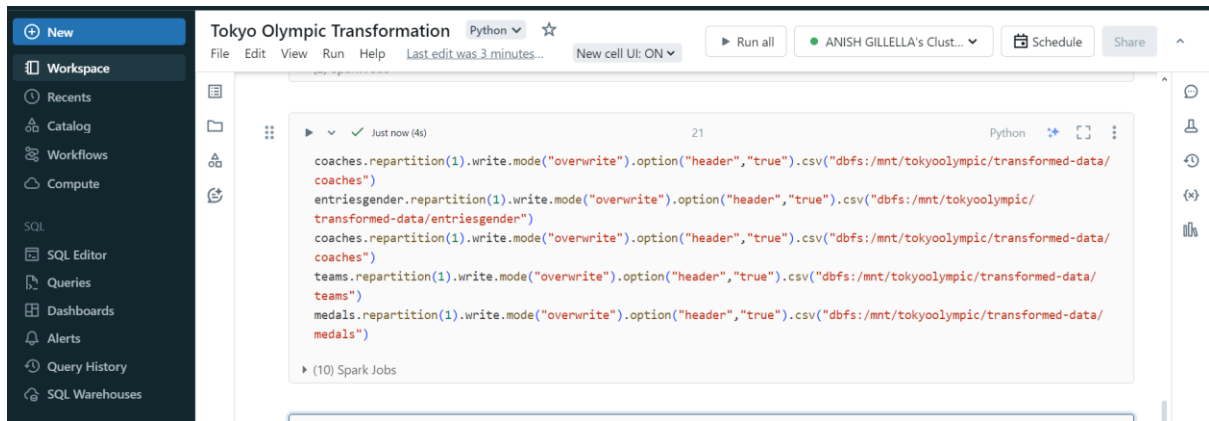 New
Workspace
Recents
Catalog
Workflows
Compute
SQL
SQL Editor
Queries
Dashboards
Alerts
Query History
SQL Warehouses
Tokyo Olympic Transformation Python
File Edit View Run Help Last edit was 3 minutes... New cell UI: ON
Run all
ANISH GILLELLA's Clust...
Schedule
Share
Just now (4s)
21
Python
coaches.repartition(1).write.mode("overwrite").option("header","true").csv("dbfs:/mnt/tokyoolympic/transformed-data/
coaches")
entriesgender.repartition(1).write.mode("overwrite").option("header","true").csv("dbfs:/mnt/tokyoolympic/
transformed-data/entriesgender")
coaches.repartition(1).write.mode("overwrite").option("header","true").csv("dbfs:/mnt/tokyoolympic/transformed-data/
coaches")
teams.repartition(1).write.mode("overwrite").option("header","true").csv("dbfs:/mnt/tokyoolympic/transformed-data/
teams")
medals.repartition(1).write.mode("overwrite").option("header","true").csv("dbfs:/mnt/tokyoolympic/transformed-data/
medals")
(10) Spark Jobs